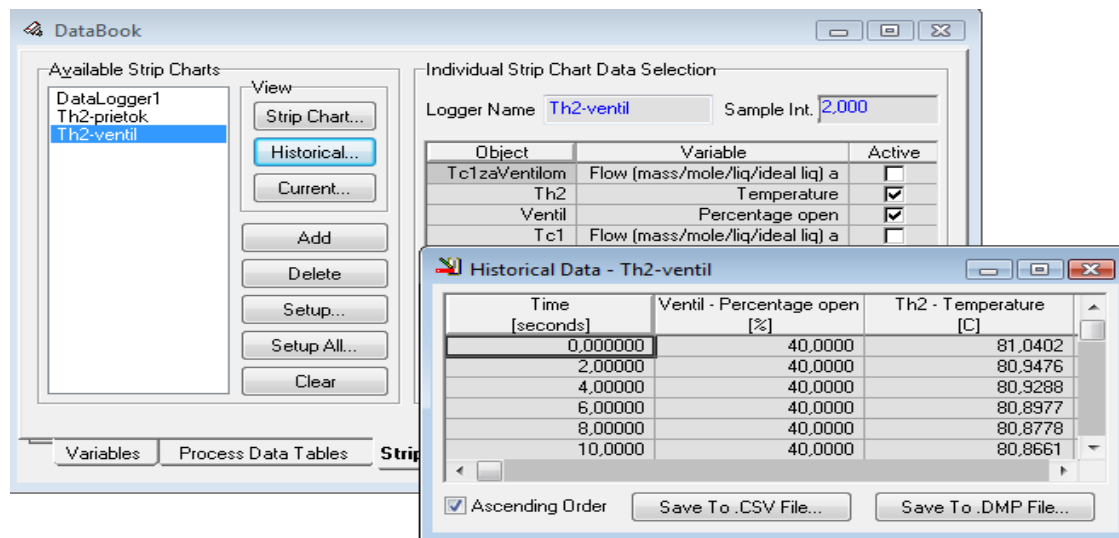 DataBook
Available Strip Charts
DataLogger1
Th2-prietok
Th2-ventil
View
Strip Chart...
Historical...
Current...
Add
Delete
Setup...
Setup All...
Clear
Individual Strip Chart Data Selection
Logger Name Th2-ventil Sample Int. 2,000
Object Variable Active
Tc1zaVentilom Flow (mass/mole/liq/ideal liq) a
Th2 Temperature
Ventil Percentage open
Tc1 Flow (mass/mole/liq/ideal liq) a
Variables Process Data Tables Strip
Historical Data - Th2-ventil
Time Ventil - Percentage open Th2 - Temperature
[seconds] [%] [C]
0,000000 40,0000 81,0402
2,00000 40,0000 80,9476
4,00000 40,0000 80,9288
6,00000 40,0000 80,8977
8,00000 40,0000 80,8778
10,0000 40,0000 80,8661
Ascending Order Save To .CSV File... Save To .DMP File...